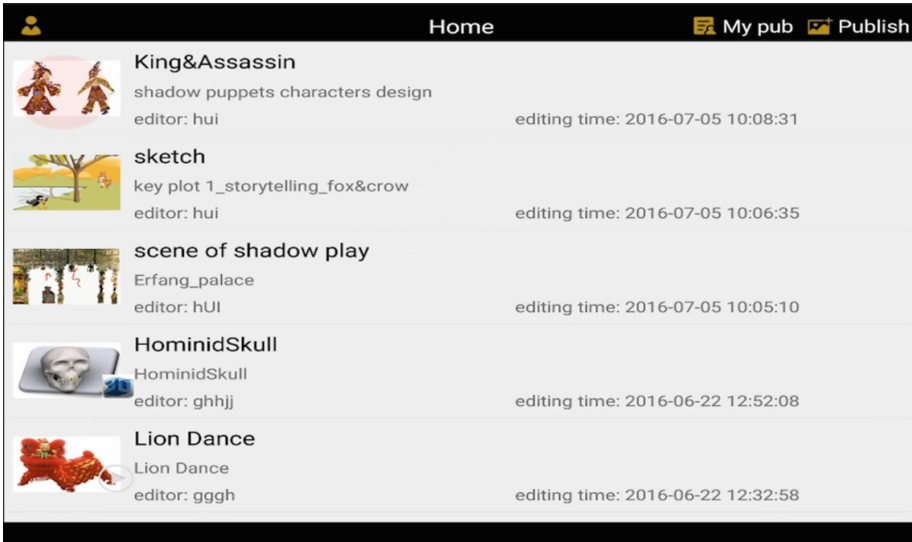 Home
My pub
Publish
King&Assassin
shadow puppets characters design
editor: hui
editing time: 2016-07-05 10:08:31
sketch
key plot 1_storytelling_fox&crow
editor: hui
editing time: 2016-07-05 10:06:35
scene of shadow play
Erfang_palace
editor: hUI
editing time: 2016-07-05 10:05:10
HominidSkull
3D
HominidSkull
editor: ghhjj
editing time: 2016-06-22 12:52:08
Lion Dance
Lion Dance
editor: gggh
editing time: 2016-06-22 12:32:58